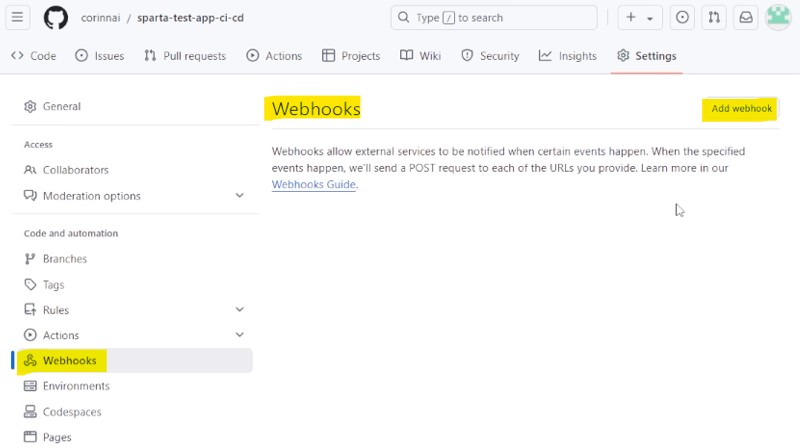 corinnai / sparta-test-app-ci-cd
Type / to search
Code
Issues
Pull requests
Actions
Projects
Wiki
Security
Insights
Settings
General
Access
Collaborators
Moderation options
Code and automation
Branches
Tags
Rules
Actions
Webhooks
Environments
Codespaces
Pages
Webhooks
Add webhook
Webhooks allow external services to be notified when certain events happen. When the specified
events happen, we'll send a POST request to each of the URLs you provide. Learn more in our
Webhooks Guide.